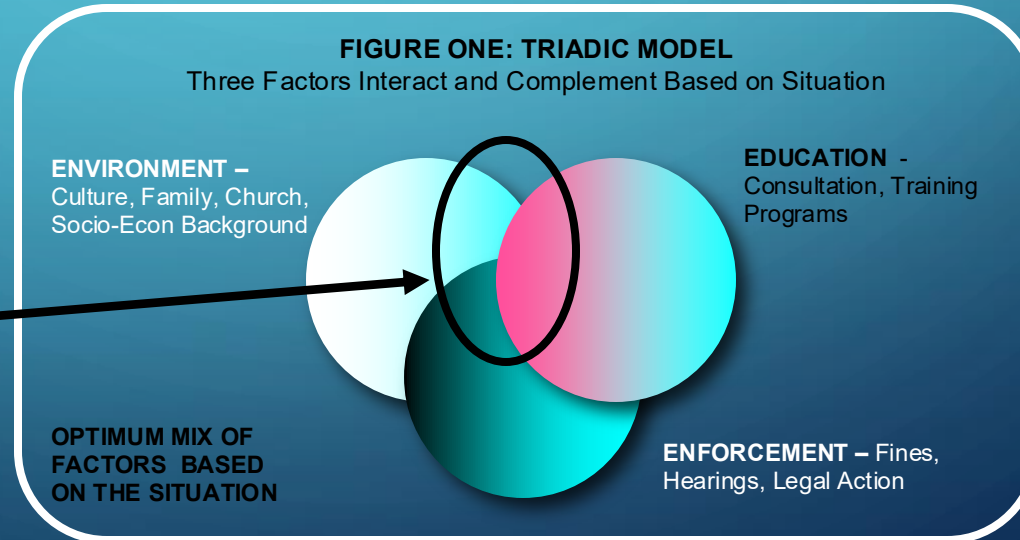 FIGURE ONE: TRIADIC MODEL
Three Factors Interact and Complement Based on Situation
ENVIRONMENT –
Culture, Family, Church,
Socio-Econ Background
EDUCATION -
Consultation, Training
Programs
OPTIMUM MIX OF
FACTORS BASED
ON THE SITUATION
ENFORCEMENT – Fines,
Hearings, Legal Action